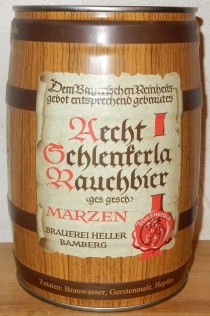 Dem Bayerischen Reinheits-
gebot entsprechend gebrautes
Aecht
Schlenkerla
Rauchbier
‹ges. gesch›
MÄRZEN
BRAUEREI HELLER
BAMBERG
Zutaten: Brauwasser, Gerstenmalz, Hopfen